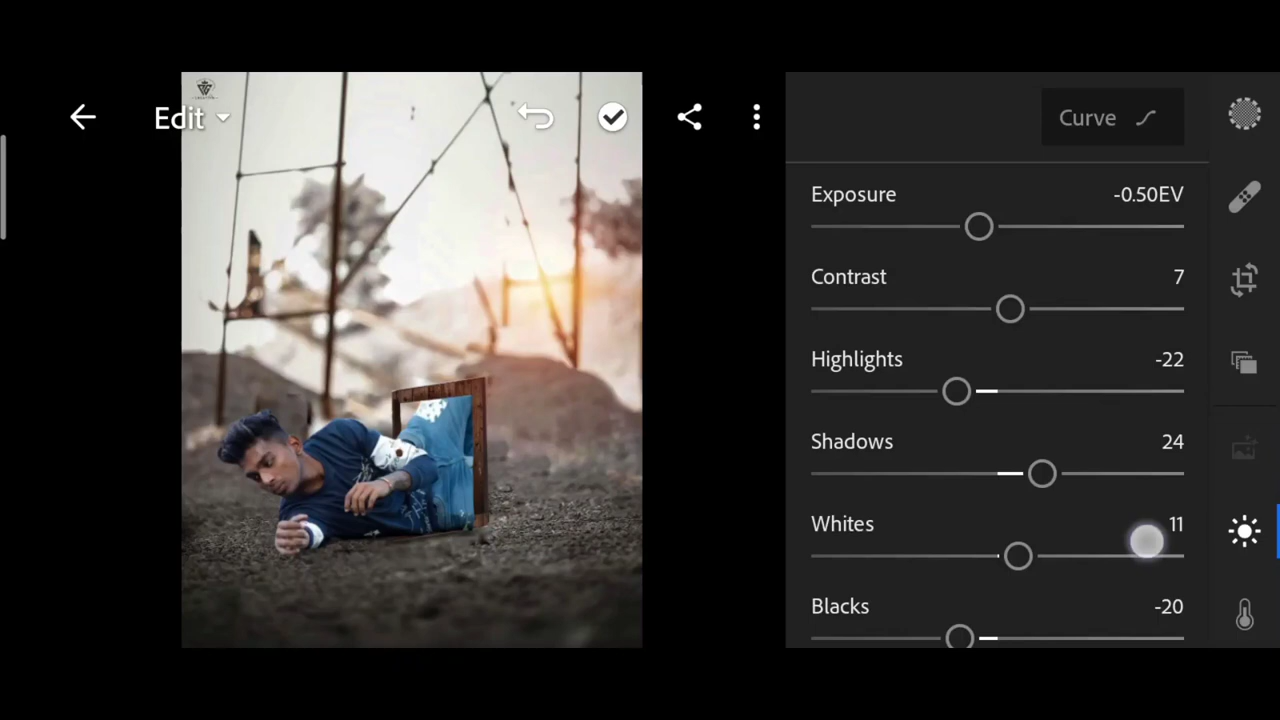 Edit
Curve
Exposure -0.50EV
Contrast 7
Highlights -22
Shadows 24
Whites 11
Blacks -20